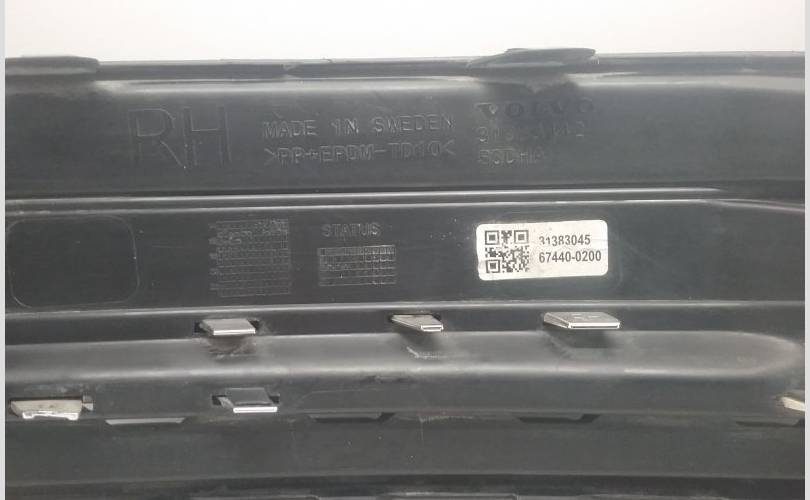 RH
MADE IN SWEDEN
>PP+EPDM-TD10<
VOLVO
STATUS
31383045
67440-0200